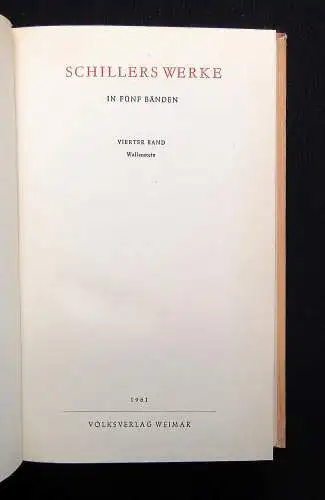 SCHILLERS WERKE
IN FÜNF BÄNDEN
VIERTER BAND
Wallenstein
1961
VOLKSVERLAG WEIMAR